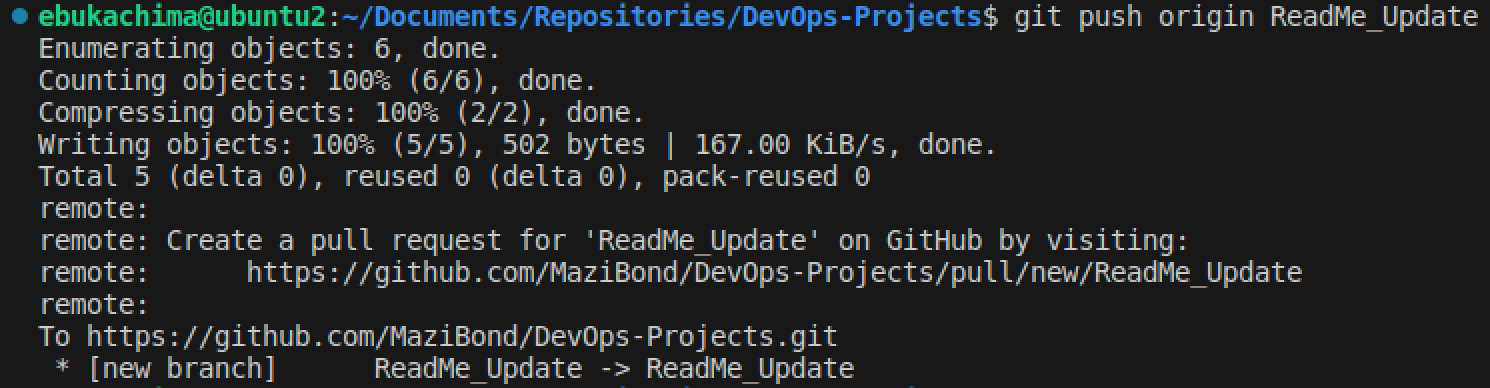 ebukachima@ubuntu2:~/Documents/Repositories/DevOps-Projects$ git push origin ReadMe_Update
Enumerating objects: 6, done.
Counting objects: 100% (6/6), done.
Compressing objects: 100% (2/2), done.
Writing objects: 100% (5/5), 502 bytes | 167.00 KiB/s, done.
Total 5 (delta 0), reused 0 (delta 0), pack-reused 0
remote:
remote: Create a pull request for 'ReadMe_Update' on GitHub by visiting:
remote:      https://github.com/MaziBond/DevOps-Projects/pull/new/ReadMe_Update
remote:
To https://github.com/MaziBond/DevOps-Projects.git
 * [new branch]      ReadMe_Update -> ReadMe_Update